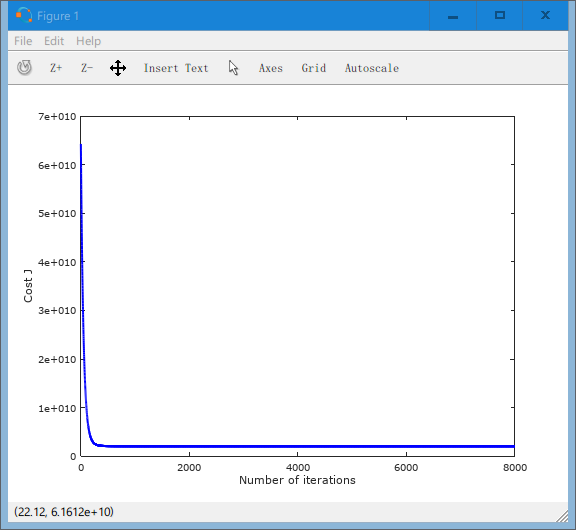 Figure 1
File Edit Help
Z+ Z- Insert Text Axes Grid Autoscale
7e+010
6e+010
5e+010
4e+010
3e+010
2e+010
1e+010
0
Cost J
0 2000 4000 6000 8000
Number of iterations
(22.12, 6.1612e+10)